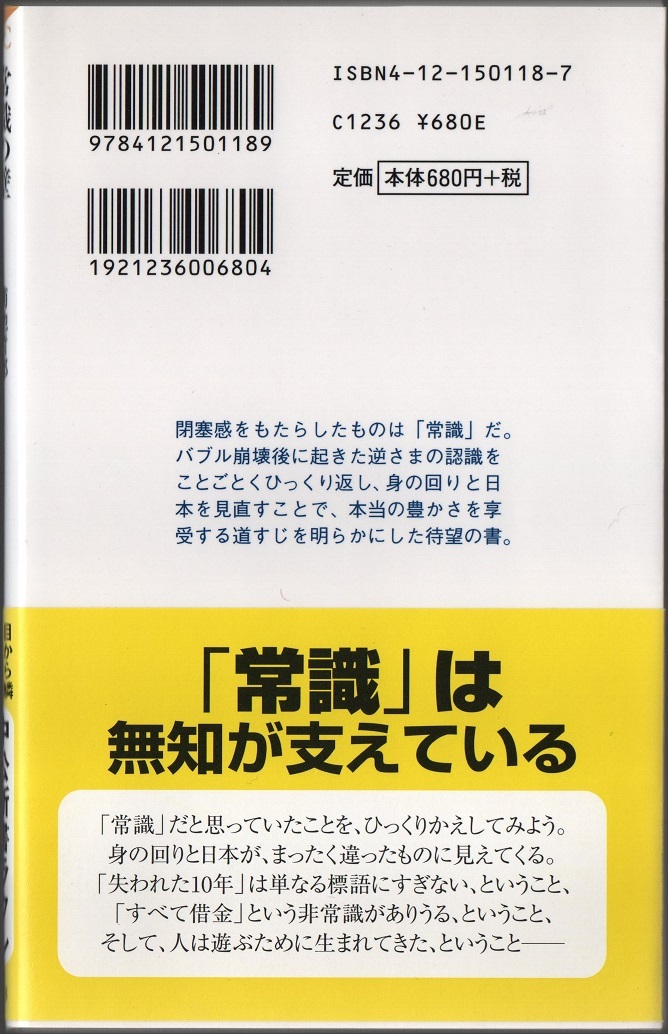 ISBN4-12-150118-7
C1236 ¥680E
定価 本体680円+税
9784121501189
1921236006804
閉塞感をもたらしたものは「常識」だ。
バブル崩壊後に起きた逆さまの認識を
ことごとくひっくり返し、身の回りと日
本を見直すことで、本当の豊かさを享
受する道すじを明らかにした待望の書。
「常識」は
無知が支えている
「常識」だと思っていたことを、ひっくりかえしてみよう。
身の回りと日本が、まったく違ったものに見えてくる。
「失われた10年」は単なる標語にすぎない、ということ、
「すべて借金」という非常識がありうる、ということ、
そして、人は遊ぶために生まれてきた、ということ――